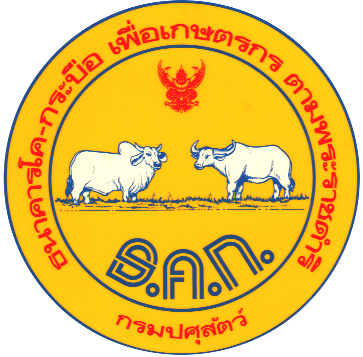 ธนาคารโค-กระบือ เพื่อเกษตรกร ตามพระราชดำริ
ธ.ค.ก.
กรมปศุสัตว์